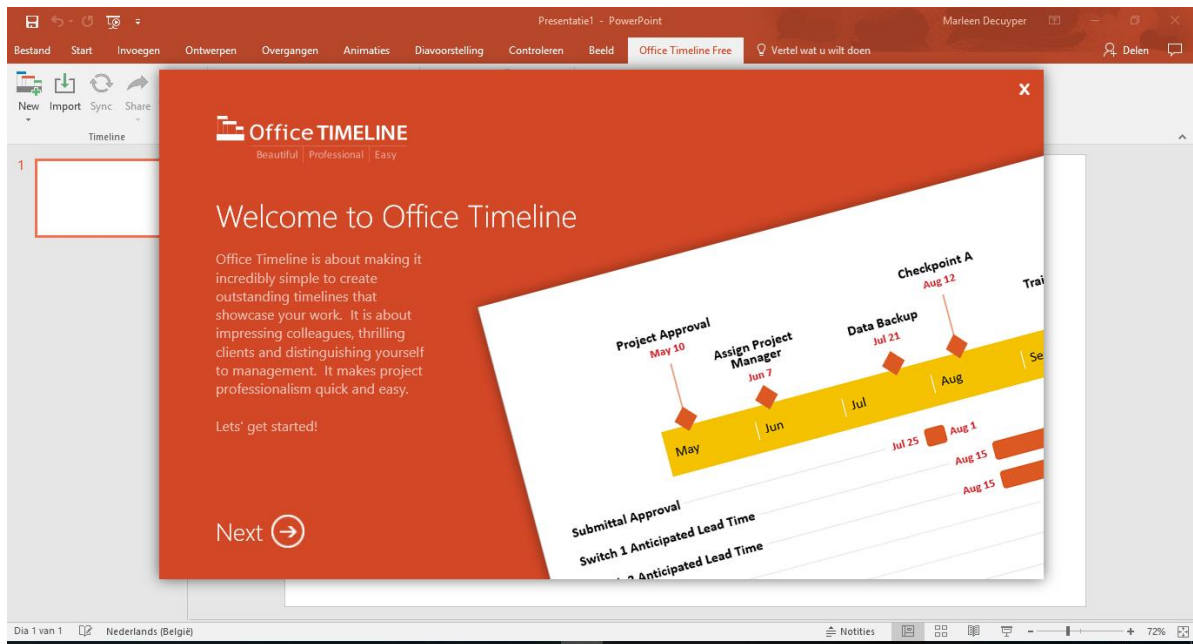 Presentatie1 - PowerPoint
Marleen Decuyper
Bestand Start Invoegen Ontwerpen Overgangen Animaties Diavoorstelling Controleren Beeld Office Timeline Free Vertel wat u wilt doen Delen
New Import Sync Share
Timeline
X
Office TIMELINE
Beautiful Professional Easy
1
Welcome to Office Timeline
Office Timeline is about making it
incredibly simple to create
outstanding timelines that
showcase your work. It is about
impressing colleagues, thrilling
clients and distinguishing yourself
to management. It makes project
professionalism quick and easy.
Lets' get started!
Next
Project Approval
May 10
Assign Project
Manager
Jun 7
Data Backup
Jul 21
Checkpoint A
Aug 12
Trai
May Jun Jul Aug Se
Jul 25 Aug 1
Aug 15
Aug 15
Submittal Approval
Switch 1 Anticipated Lead Time
Anticipated Lead Time
Dia 1 van 1 Nederlands (België) Notities 72%